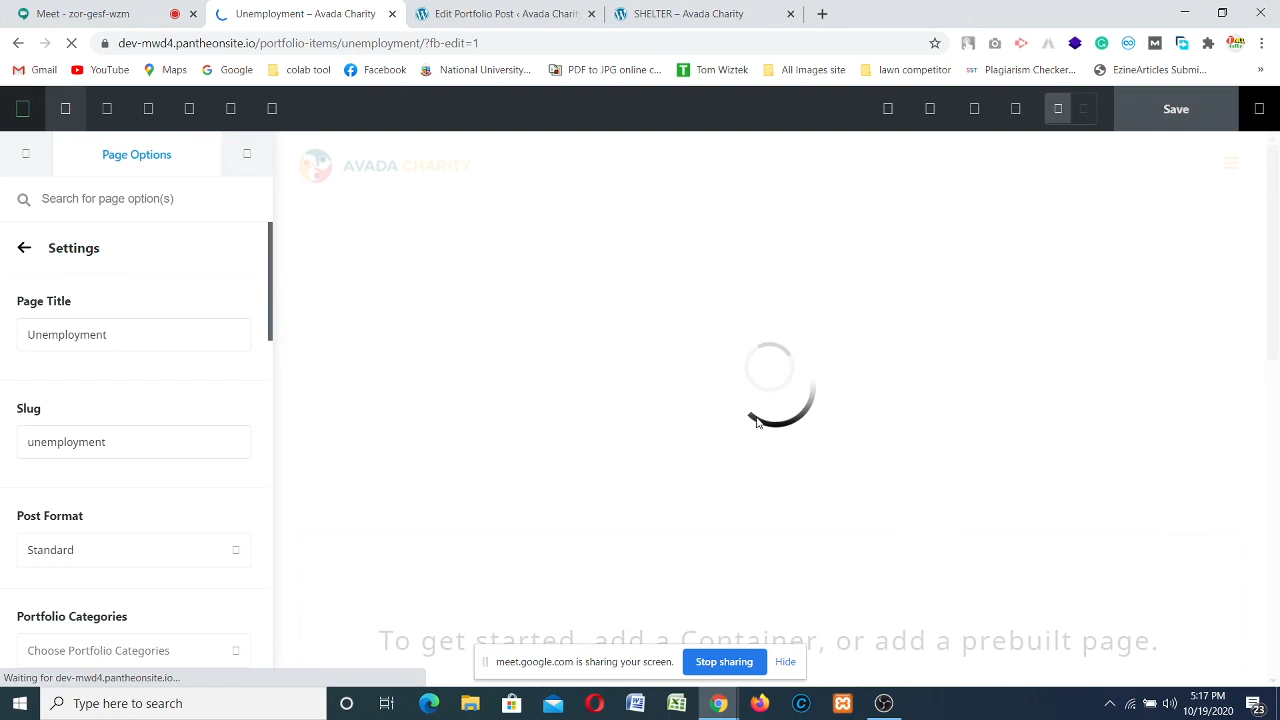 Meet - zor-gesf-wzm
Unemployment – Avada Charity
Edit Portfolio Post ‹ Avada Charity
SHELTER – Avada Charity
dev-mwd4.pantheonsite.io/portfolio-items/unemployment/?fb-edit=1
Gmail
YouTube
Maps
Google
colab tool
Facebook
National University...
PDF to JPG online c...
Tom Wiztek
All Images site
lawn competitor
Plagiarism Checker...
EzineArticles Submi...
»
Save
Page Options
AVADA CHARITY
Search for page option(s)
Settings
Page Title
Unemployment
Slug
unemployment
Post Format
Standard
Portfolio Categories
Choose Portfolio Categories
To get started, add a Container, or add a prebuilt page.
meet.google.com is sharing your screen.
Stop sharing
Hide
Waiting for dev-mwd4.pantheonsite.io...
Type here to search
5:17 PM
10/19/2020
23